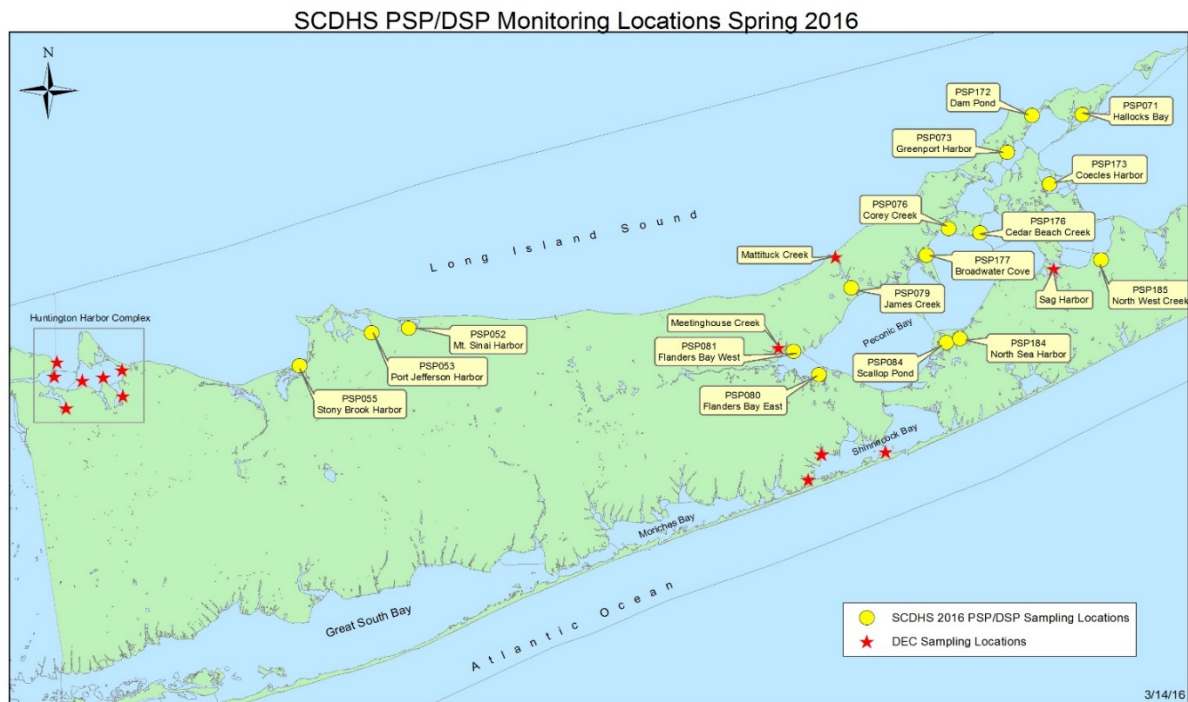 SCDHS PSP/DSP Monitoring Locations Spring 2016
N
PSP172
Dam Pond
PSP071
Hallocks Bay
PSP073
Greenport Harbor
PSP173
Coecles Harbor
PSP076
Corey Creek
PSP176
Cedar Beach Creek
Long Island Sound
Mattituck Creek
PSP177
Broadwater Cove
PSP079
James Creek
Sag Harbor
PSP185
North West Creek
Huntington Harbor Complex
PSP052
Mt. Sinai Harbor
Meetinghouse Creek
Peconic Bay
PSP053
Port Jefferson Harbor
PSP081
Flanders Bay West
PSP184
North Sea Harbor
PSP084
Scallop Pond
PSP055
Stony Brook Harbor
PSP080
Flanders Bay East
Shinnecock Bay
Moriches Bay
Great South Bay
Atlantic Ocean
SCDHS 2016 PSP/DSP Sampling Locations
DEC Sampling Locations
3/14/16